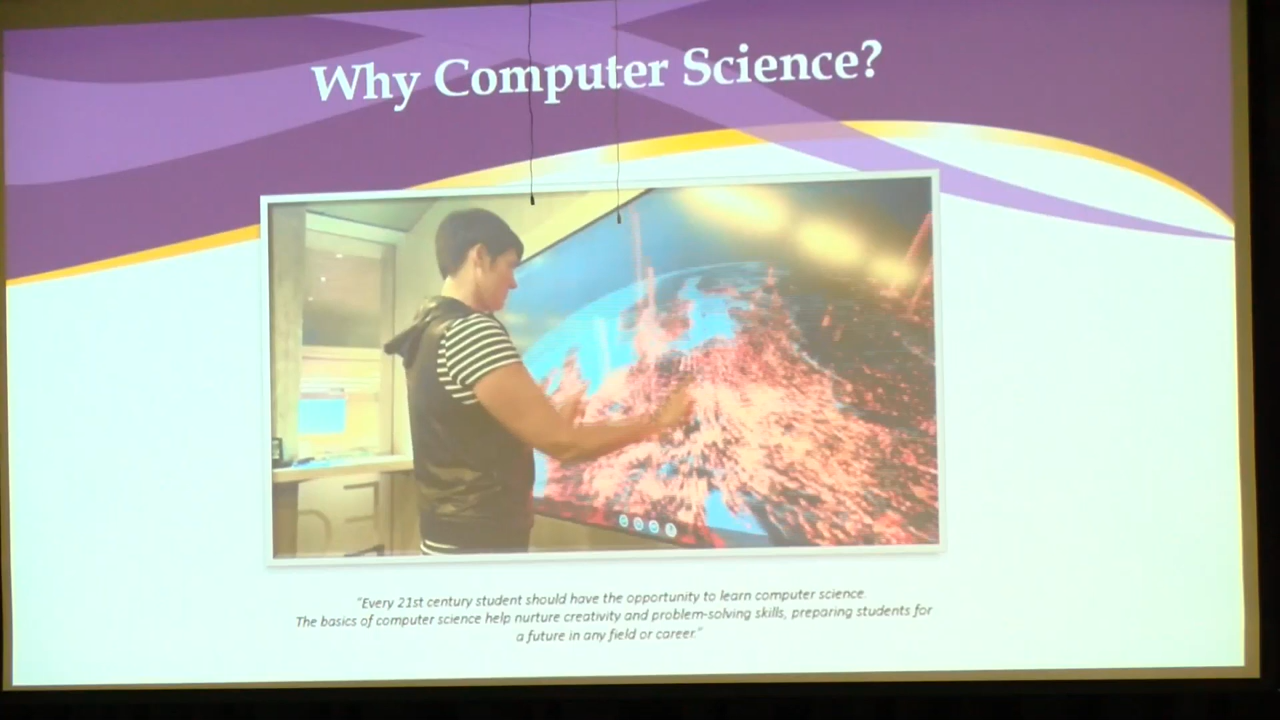 Why Computer Science?
"Every 21st century student should have the opportunity to learn computer science.
The basics of computer science help nurture creativity and problem-solving skills, preparing students for
a future in any field or career."